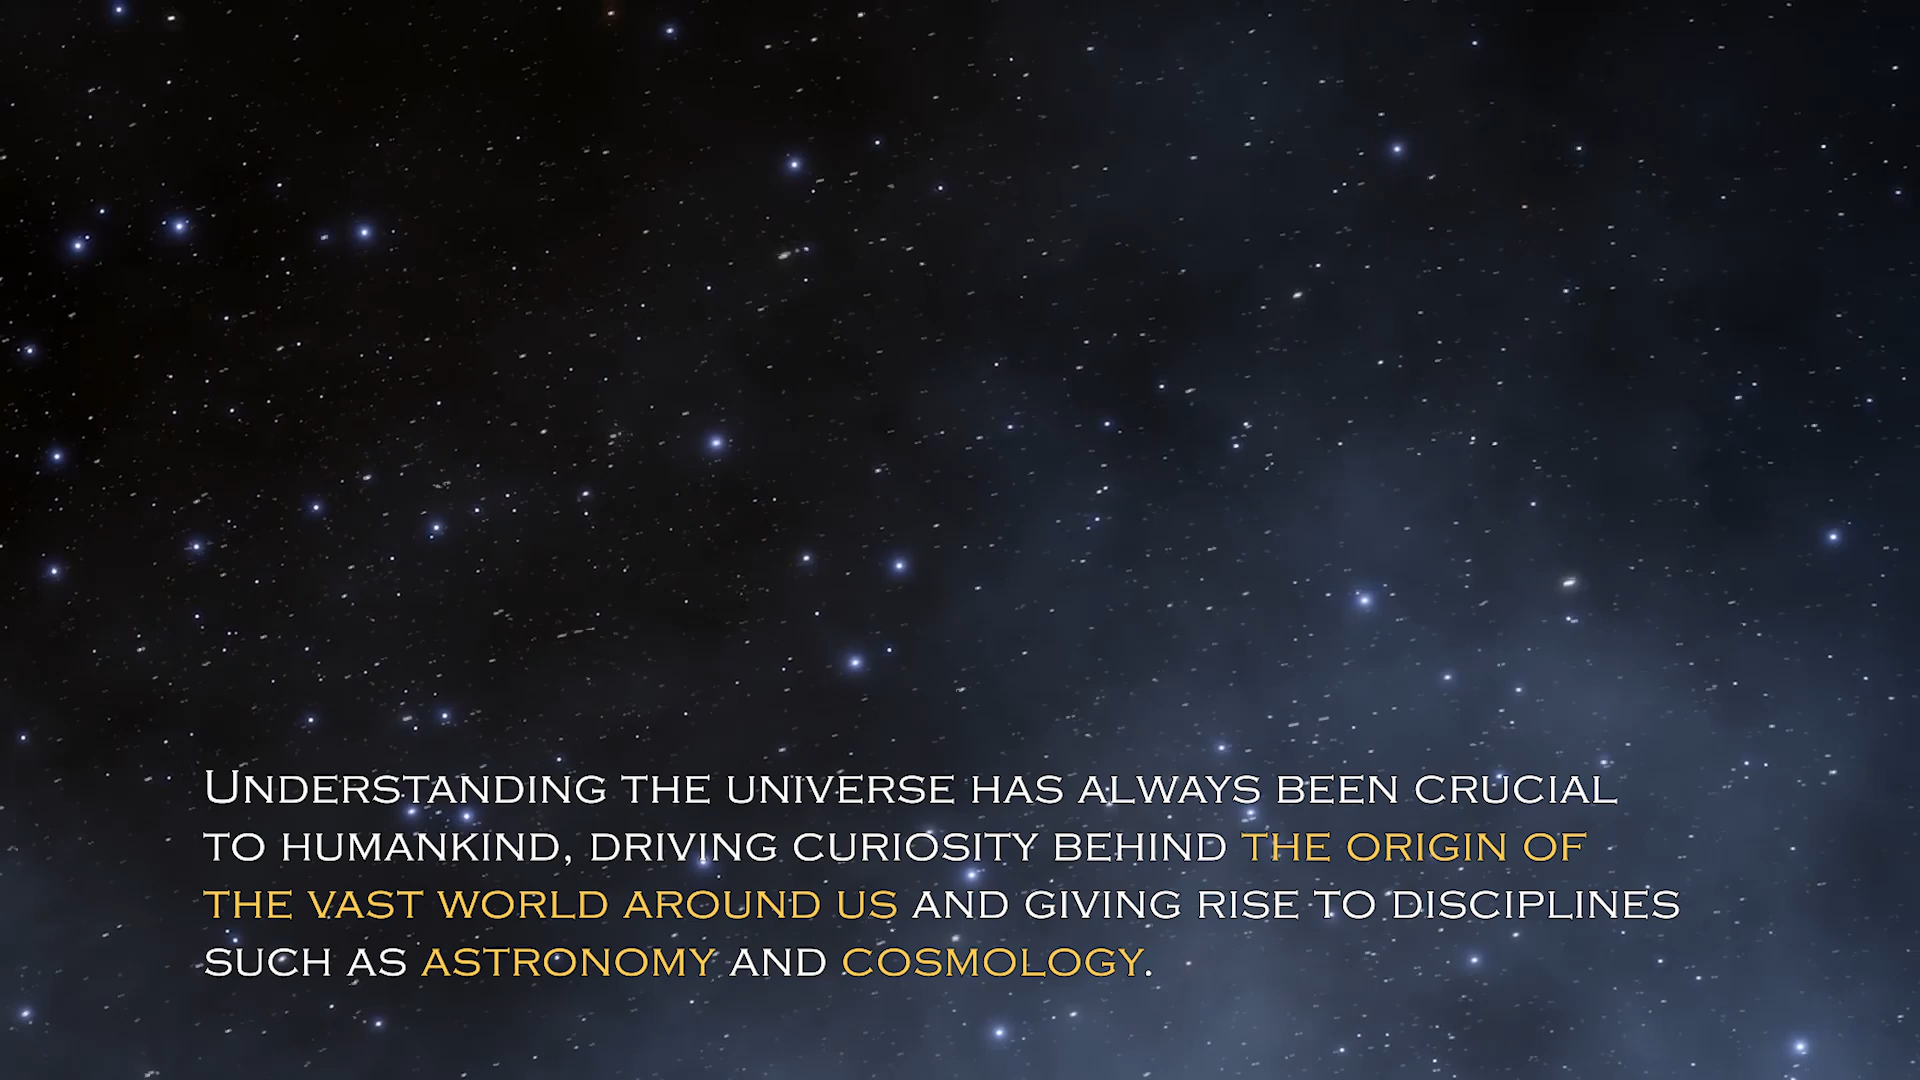 Understanding the universe has always been crucial
to humankind, driving curiosity behind the origin of
the vast world around us and giving rise to disciplines
such as astronomy and cosmology.